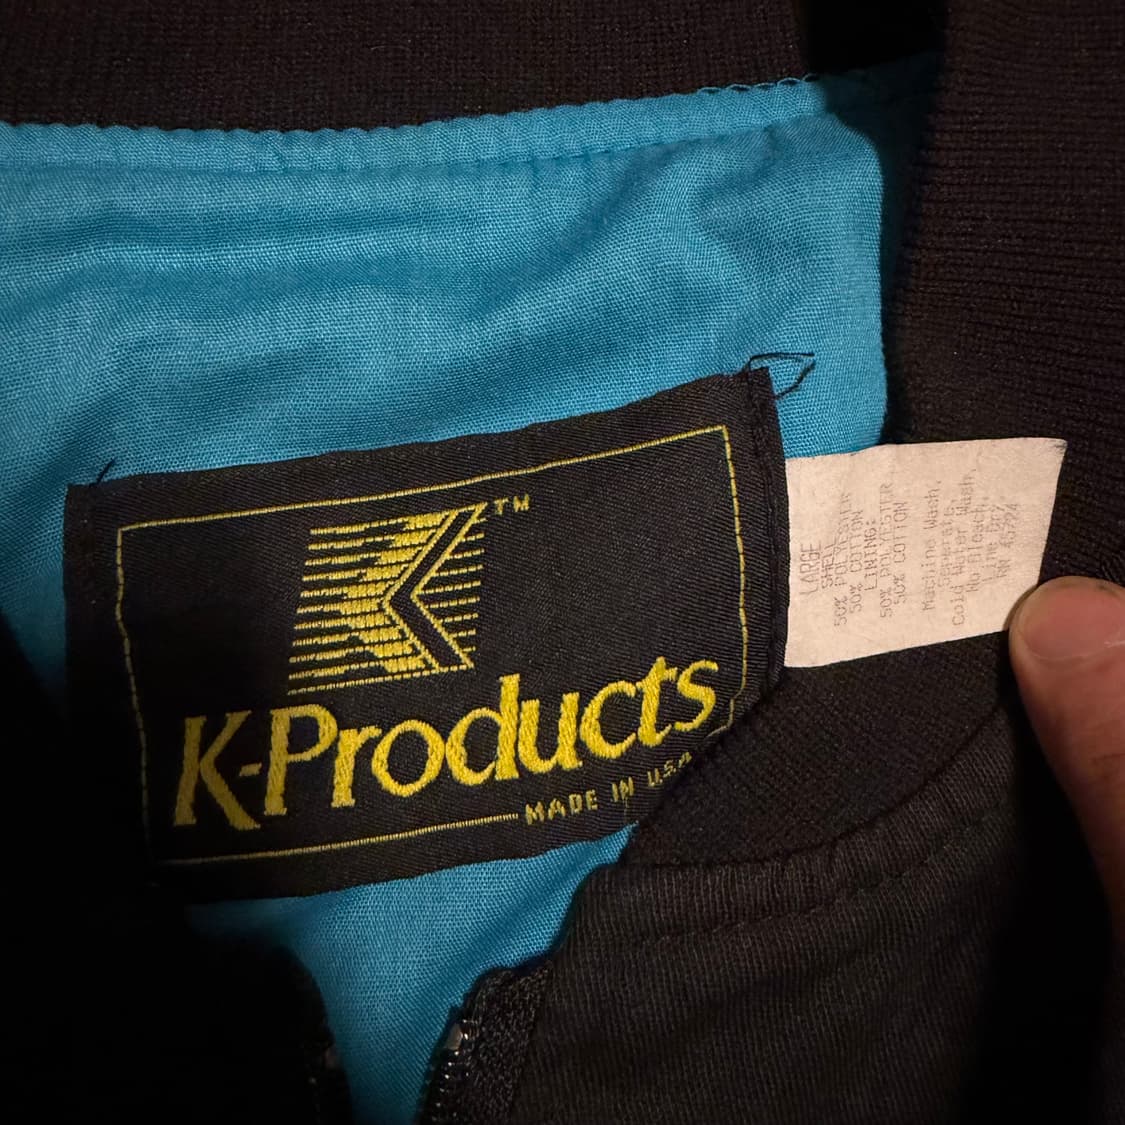 TM
K-Products
MADE IN U.S.A.
LARGE
SHELL
50% POLYESTER
50% COTTON
LINING:
50% POLYESTER
50% COTTON
Machine Wash,
Separate,
Cold Water Wash,
No Bleach,
Line Dry,
RN